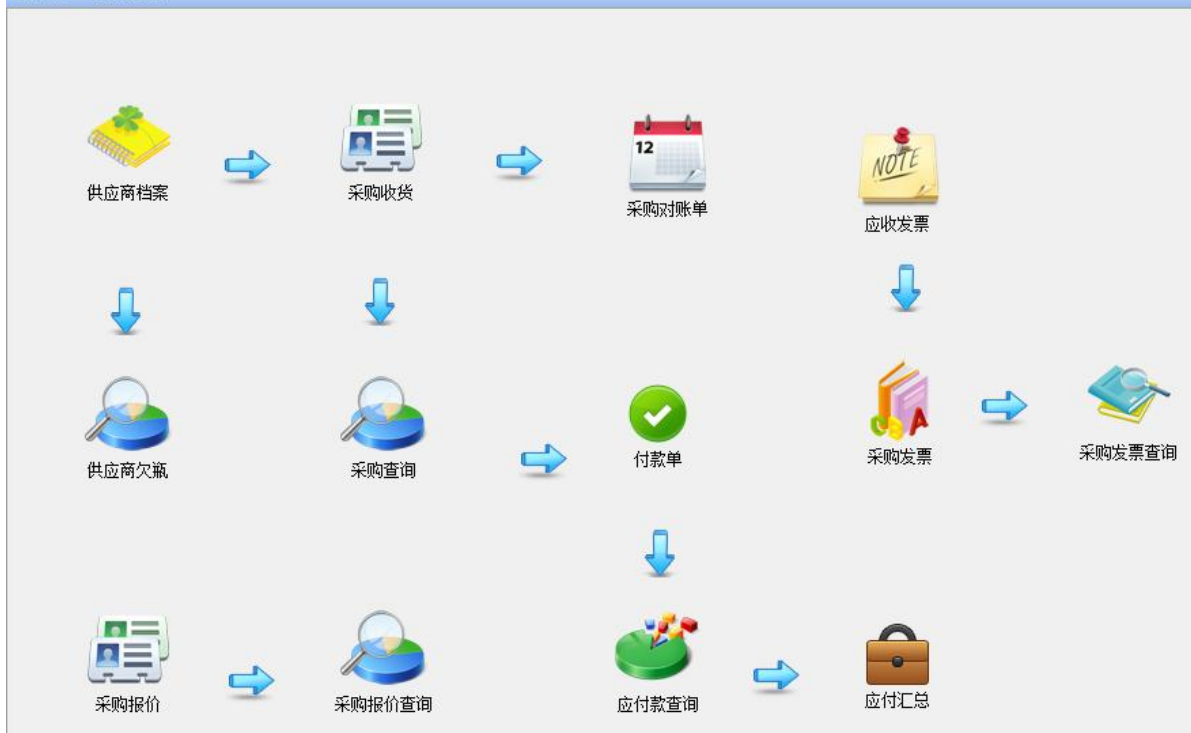 供应商档案
采购收货
12
采购对账单
NOTE
应收发票
供应商欠瓶
采购查询
付款单
CBA
采购发票
采购发票查询
采购报价
采购报价查询
应付款查询
应付汇总